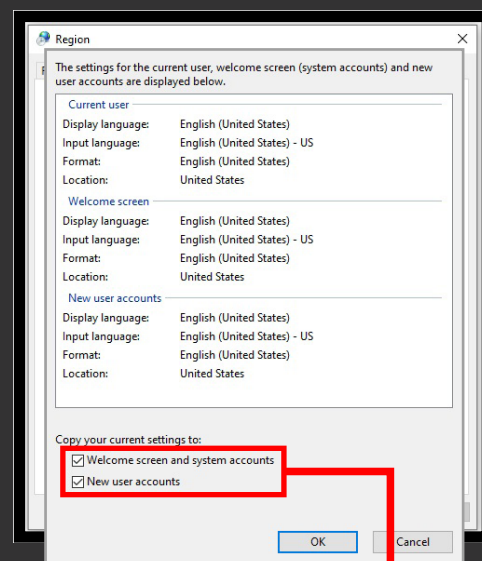 Region
The settings for the current user, welcome screen (system accounts) and new
user accounts are displayed below.
Current user
Display language: English (United States)
Input language: English (United States) - US
Format: English (United States)
Location: United States
Welcome screen
Display language: English (United States)
Input language: English (United States) - US
Format: English (United States)
Location: United States
New user accounts
Display language: English (United States)
Input language: English (United States) - US
Format: English (United States)
Location: United States
Copy your current settings to:
Welcome screen and system accounts
New user accounts
OK Cancel